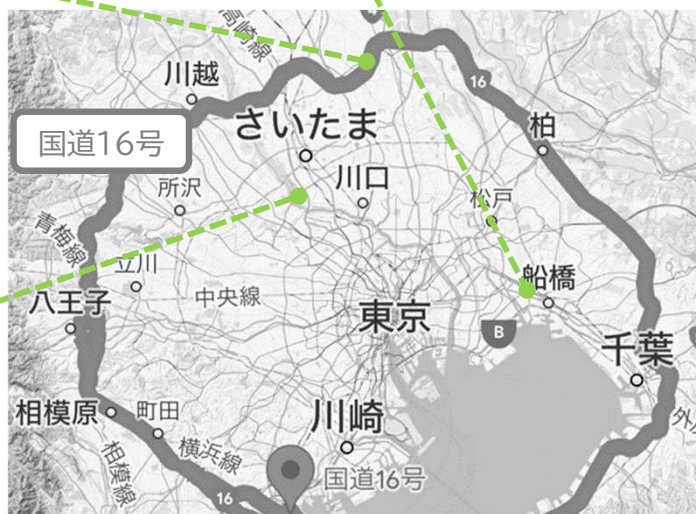 4
高崎線
川越
16
さいたま
柏
国道16号
川口
所沢
松戸
青梅線
立川
船橋
八王子
中央線
東京
B
千葉
相模原
町田
川崎
外房
横浜線
相模線
国道16号
16